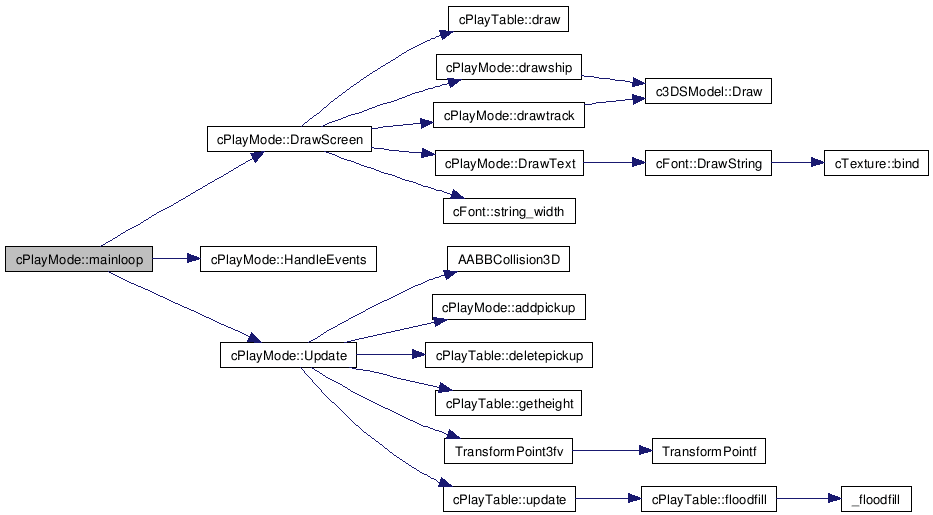 cPlayTable::draw
cPlayMode::drawship
c3DSModel::Draw
cPlayMode::drawtrack
cPlayMode::DrawScreen
cPlayMode::DrawText
cFont::DrawString
cTexture::bind
cFont::string_width
cPlayMode::mainloop
cPlayMode::HandleEvents
AABBCollision3D
cPlayMode::addpickup
cPlayMode::Update
cPlayTable::deletepickup
cPlayTable::getheight
TransformPoint3fv
TransformPointf
cPlayTable::update
cPlayTable::floodfill
_floodfill